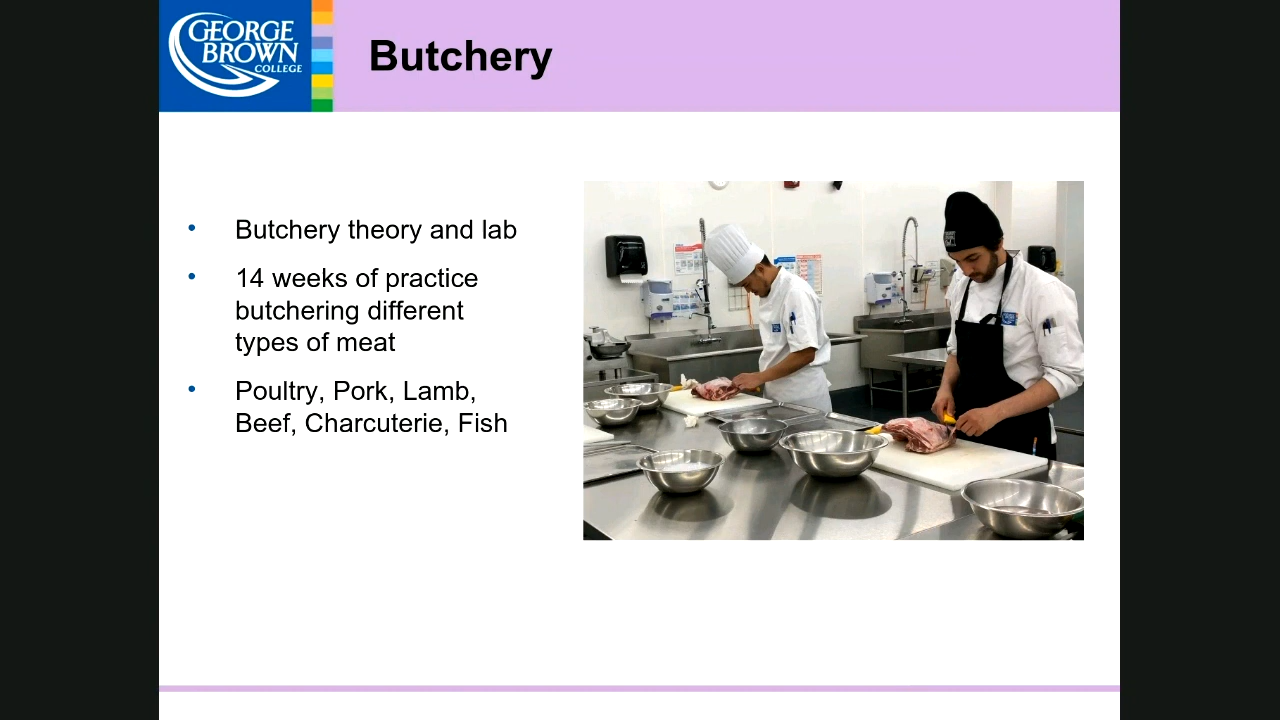 GEORGE
BROWN
COLLEGE
Butchery
• Butchery theory and lab
• 14 weeks of practice
butchering different
types of meat
• Poultry, Pork, Lamb,
Beef, Charcuterie, Fish